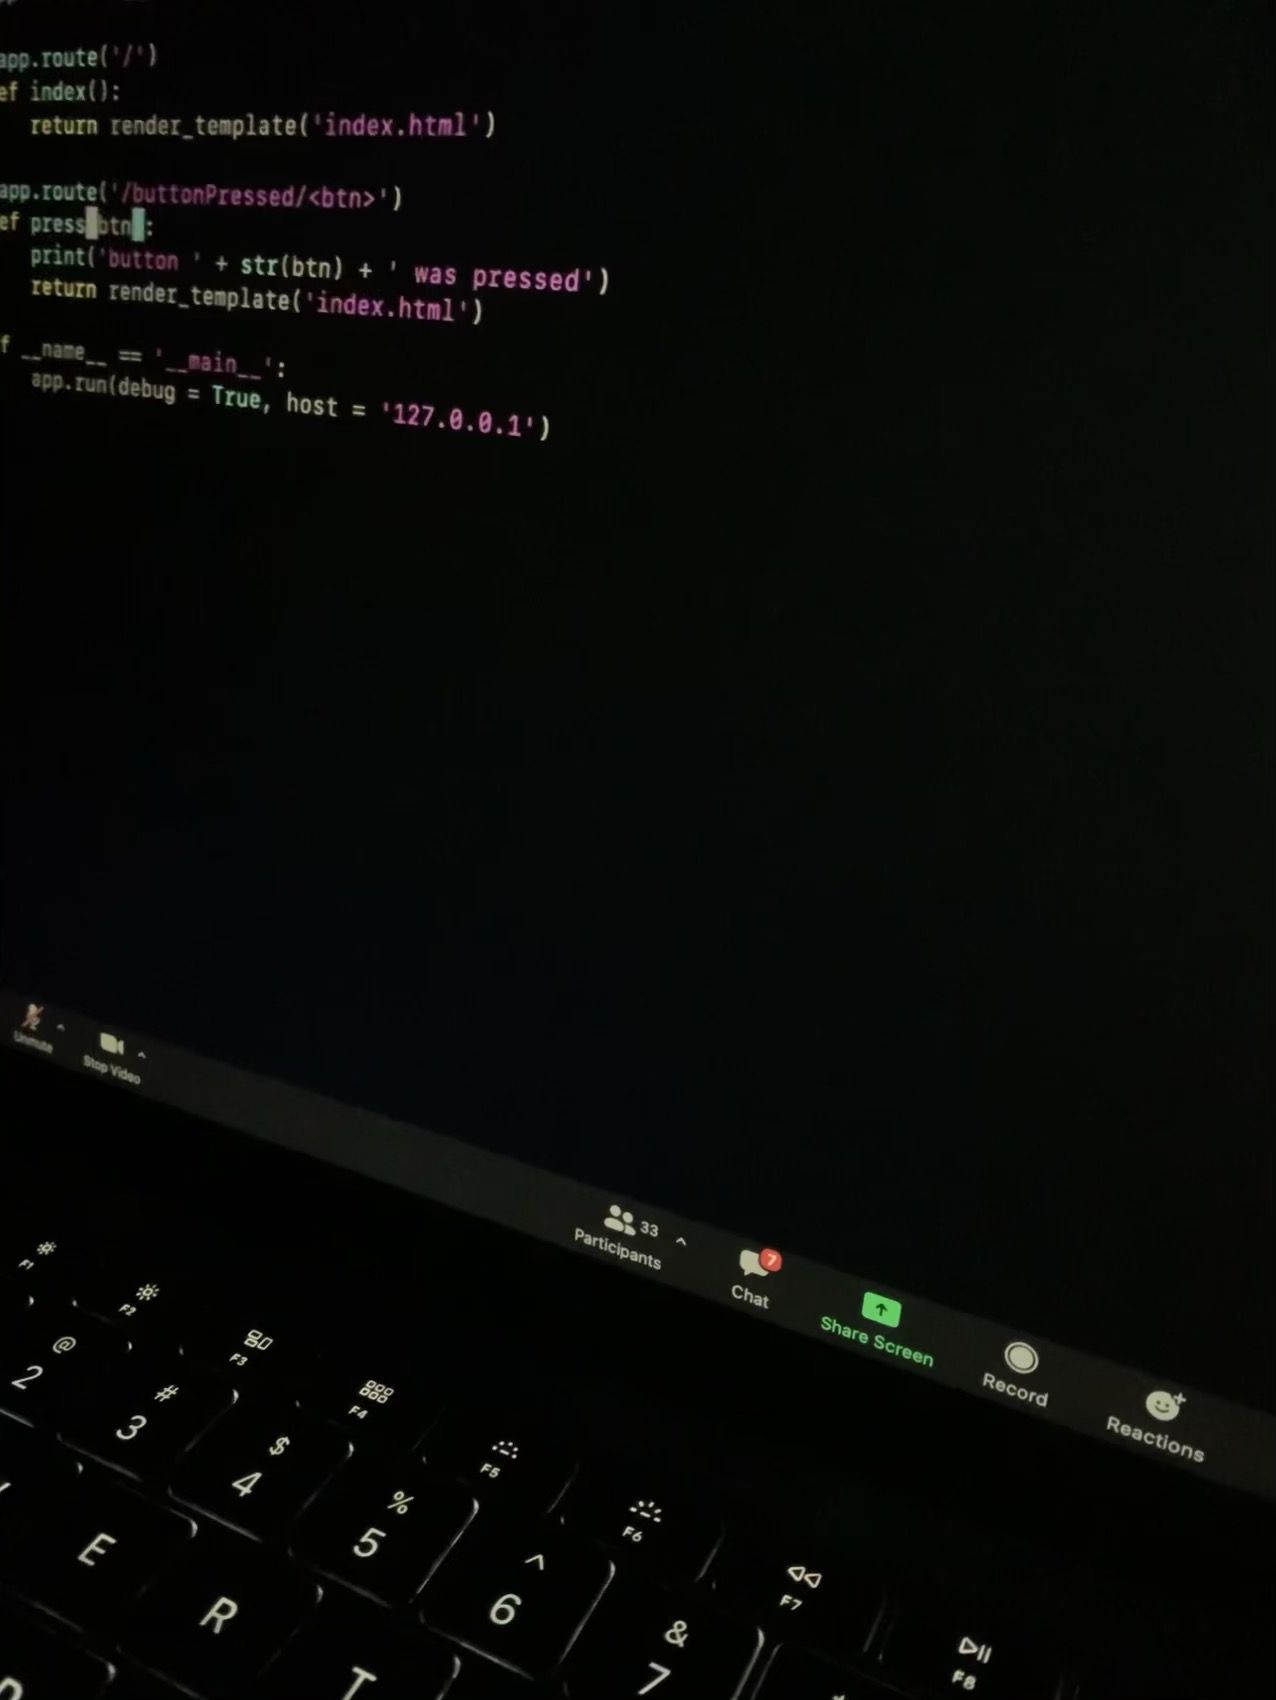 app.route('/')
ef index():
return render_template('index.html')
app.route('/buttonPressed/<btn>')
ef press(btn):
print('button ' + str(btn) + ' was pressed')
return render_template('index.html')
f __name__ == '__main__':
app.run(debug = True, host = '127.0.0.1')
Unmute
Stop Video
33
Participants
7
Chat
Share Screen
Record
Reactions
F1
F2
F3
F4
F5
F6
F7
F8
@
2
#
3
$
4
%
5
^
6
&
7
E
R
T